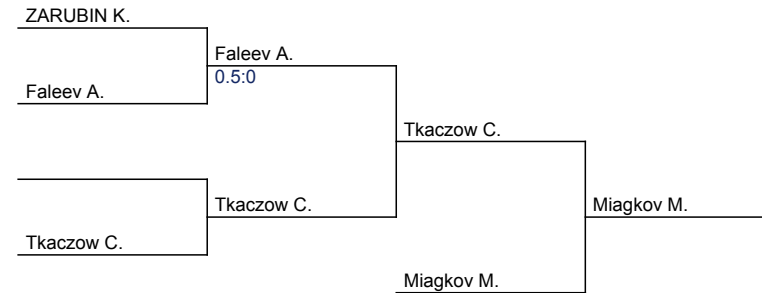 ZARUBIN K.
Faleev A.
0.5:0
Faleev A.
Tkaczow C.
Tkaczow C.
Miagkov M.
Tkaczow C.
Miagkov M.